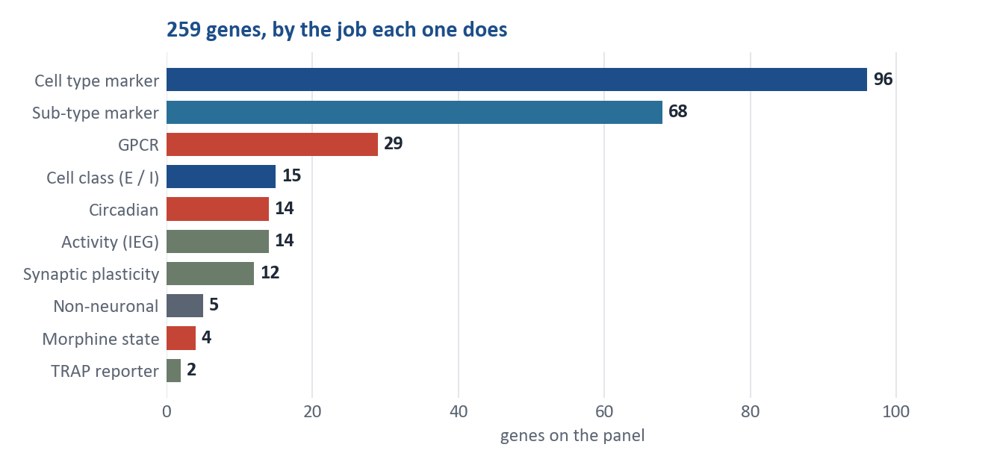 259 genes, by the job each one does
Cell type marker 96
Sub-type marker 68
GPCR 29
Cell class (E / I) 15
Circadian 14
Activity (IEG) 14
Synaptic plasticity 12
Non-neuronal 5
Morphine state 4
TRAP reporter 2
0 20 40 60 80 100
genes on the panel